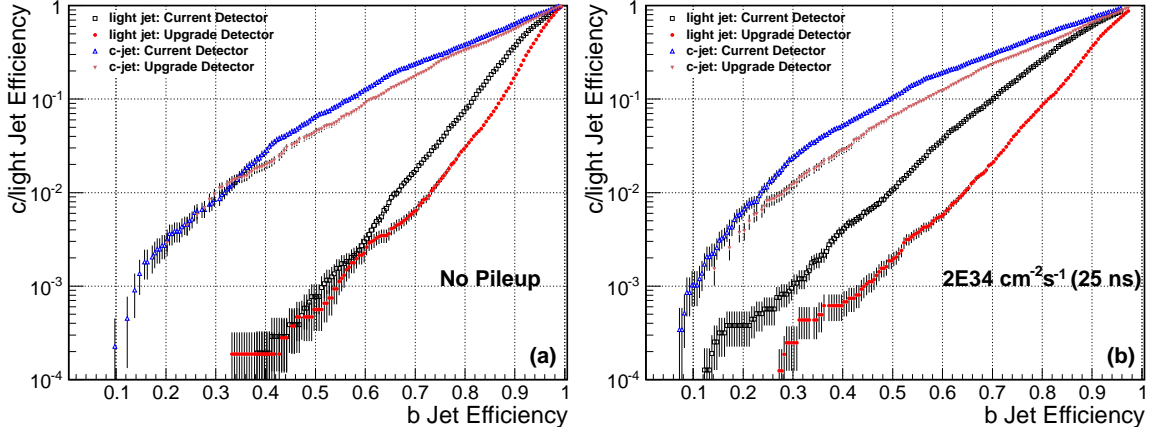 c/light Jet Efficiency
1
10⁻¹
10⁻²
10⁻³
10⁻⁴
light jet: Current Detector
light jet: Upgrade Detector
c-jet: Current Detector
c-jet: Upgrade Detector
No Pileup
(a)
0.1 0.2 0.3 0.4 0.5 0.6 0.7 0.8 0.9 1
b Jet Efficiency
c/light Jet Efficiency
1
10⁻¹
10⁻²
10⁻³
10⁻⁴
light jet: Current Detector
light jet: Upgrade Detector
c-jet: Current Detector
c-jet: Upgrade Detector
2E34 cm⁻²s⁻¹ (25 ns)
(b)
0.1 0.2 0.3 0.4 0.5 0.6 0.7 0.8 0.9 1
b Jet Efficiency